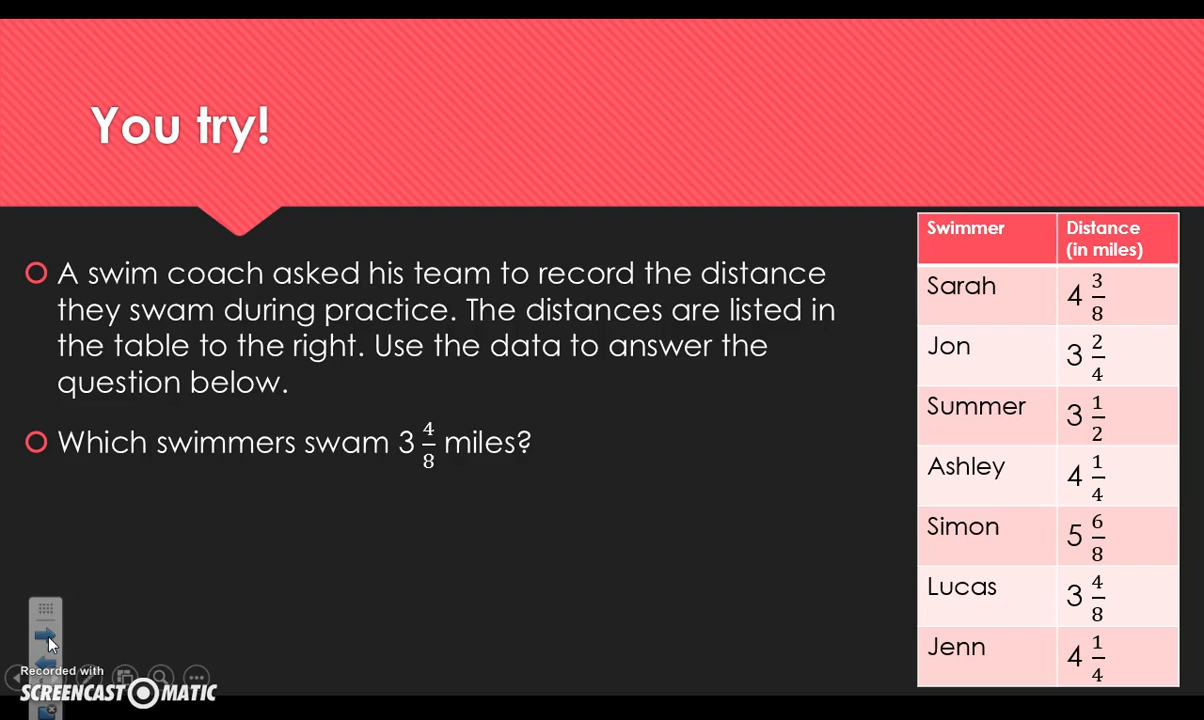 You try!
A swim coach asked his team to record the distance
they swam during practice. The distances are listed in
the table to the right. Use the data to answer the
question below.
Which swimmers swam 3 4/8 miles?
Swimmer Distance (in miles)
Sarah 4 3/8
Jon 3 2/4
Summer 3 1/2
Ashley 4 1/4
Simon 5 6/8
Lucas 3 4/8
Jenn 4 1/4
Recorded with
SCREENCAST MATIC